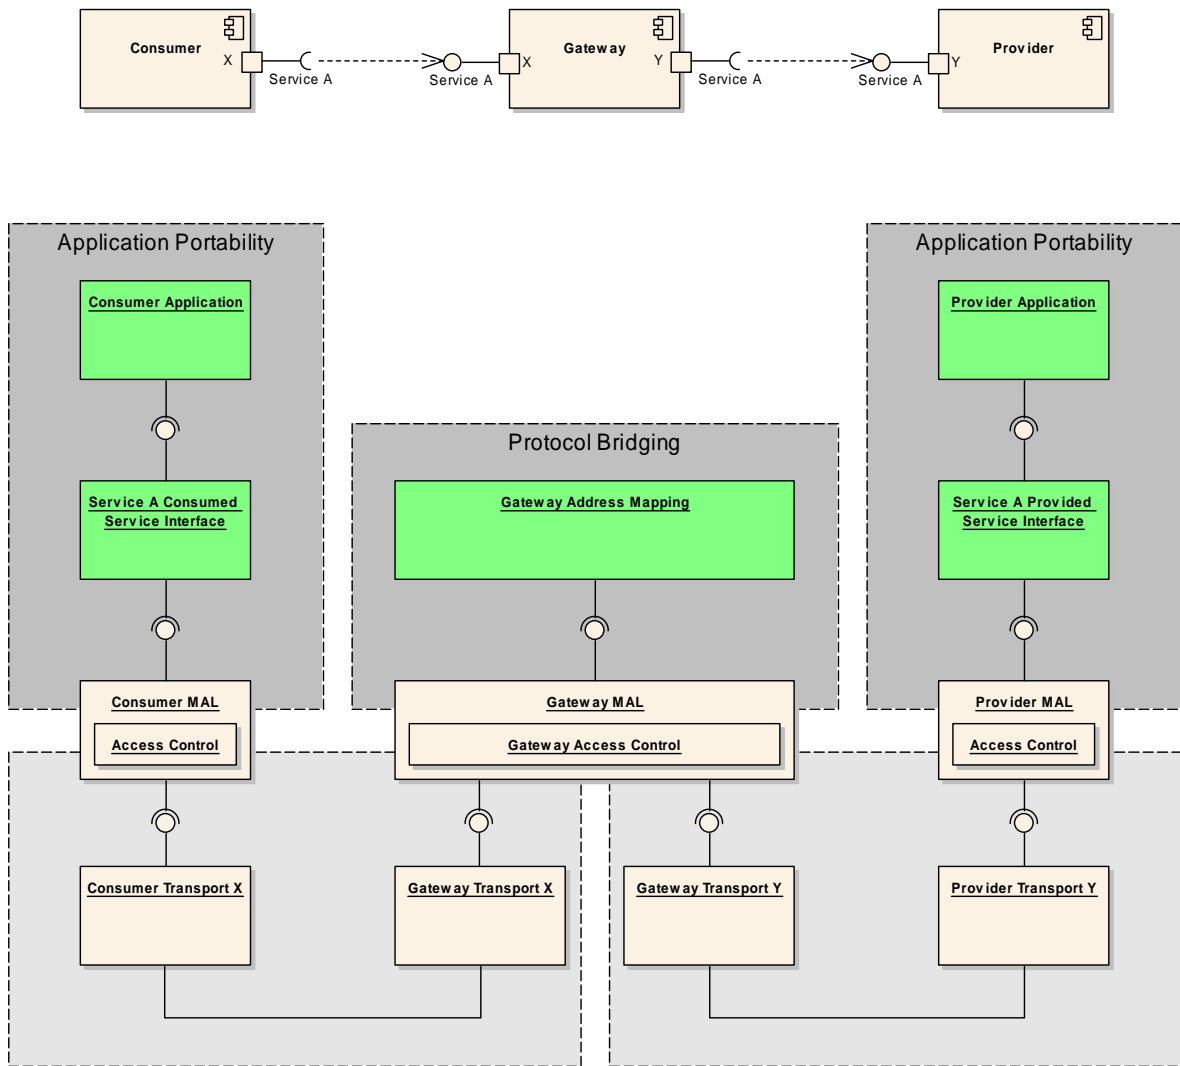 Consumer
Gateway
Provider
X
X
Y
Y
Service A
Service A
Service A
Service A
Application Portability
Application Portability
Consumer Application
Provider Application
Protocol Bridging
Service A Consumed
Service Interface
Gateway Address Mapping
Service A Provided
Service Interface
Consumer MAL
Gateway MAL
Provider MAL
Access Control
Gateway Access Control
Access Control
Consumer Transport X
Gateway Transport X
Gateway Transport Y
Provider Transport Y